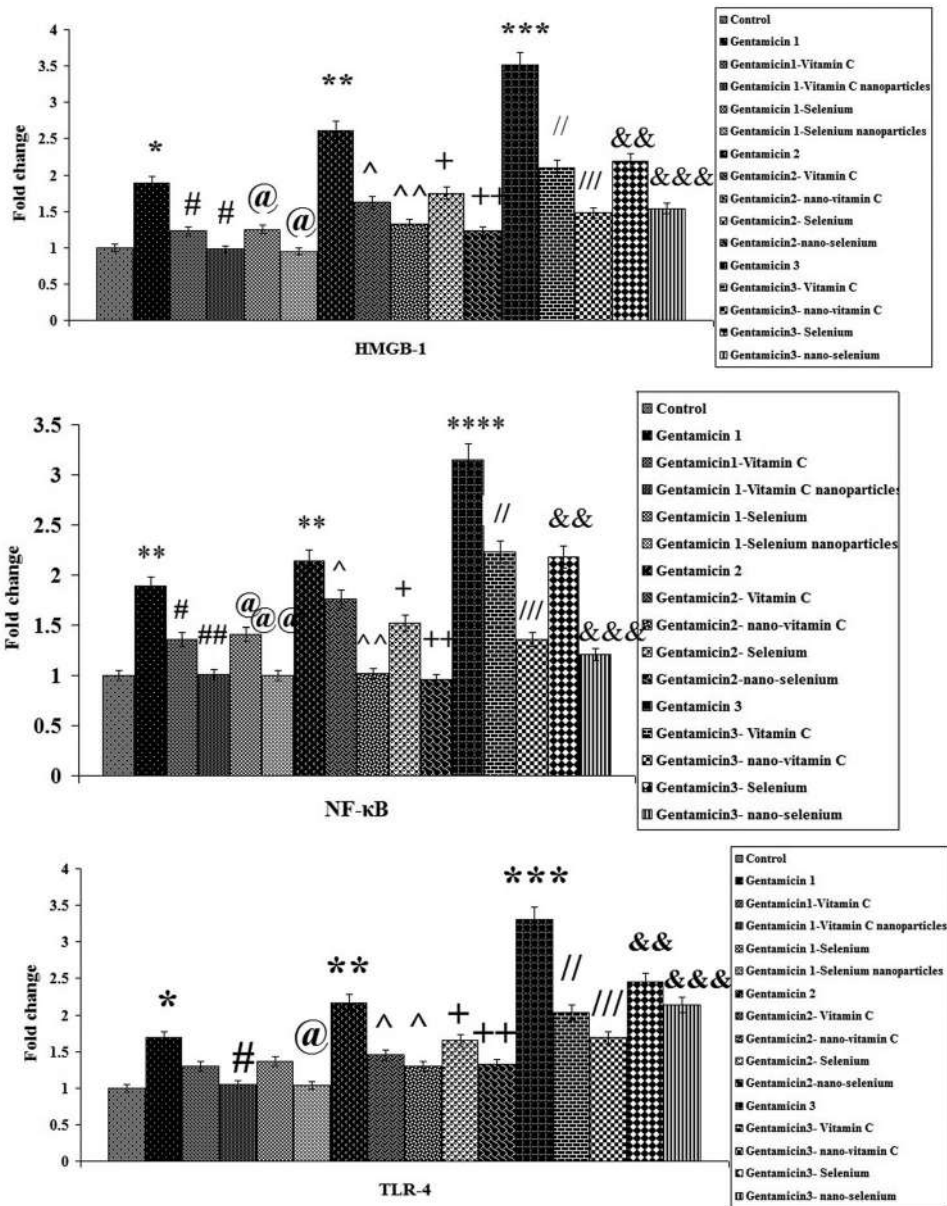 4
3.5
3
2.5
2
1.5
1
0.5
0
Fold change
*
#
#
@
@
**
^
^^
+
++
***
//
///
&&
&&&
HMGB-1
Control
Gentamicin 1
Gentamicin1-Vitamin C
Gentamicin 1-Vitamin C nanoparticles
Gentamicin 1-Selenium
Gentamicin 1-Selenium nanoparticles
Gentamicin 2
Gentamicin2- Vitamin C
Gentamicin2- nano-vitamin C
Gentamicin2- Selenium
Gentamicin2-nano-selenium
Gentamicin 3
Gentamicin3- Vitamin C
Gentamicin3- nano-vitamin C
Gentamicin3- Selenium
Gentamicin3- nano-selenium
3.5
3
2.5
2
1.5
1
0.5
0
Fold change
**
#
##
@
@@
**
^
^^
+
++
****
//
///
&&
&&&
NF-κB
Control
Gentamicin 1
Gentamicin1-Vitamin C
Gentamicin 1-Vitamin C nanoparticles
Gentamicin 1-Selenium
Gentamicin 1-Selenium nanoparticles
Gentamicin 2
Gentamicin2- Vitamin C
Gentamicin2- nano-vitamin C
Gentamicin2- Selenium
Gentamicin2-nano-selenium
Gentamicin 3
Gentamicin3- Vitamin C
Gentamicin3- nano-vitamin C
Gentamicin3- Selenium
Gentamicin3- nano-selenium
4
3.5
3
2.5
2
1.5
1
0.5
0
Fold change
*
#
@
**
^
^
+
++
***
//
///
&&
&&&
TLR-4
Control
Gentamicin 1
Gentamicin1-Vitamin C
Gentamicin 1-Vitamin C nanoparticles
Gentamicin 1-Selenium
Gentamicin 1-Selenium nanoparticles
Gentamicin 2
Gentamicin2- Vitamin C
Gentamicin2- nano-vitamin C
Gentamicin2- Selenium
Gentamicin2-nano-selenium
Gentamicin 3
Gentamicin3- Vitamin C
Gentamicin3- nano-vitamin C
Gentamicin3- Selenium
Gentamicin3- nano-selenium